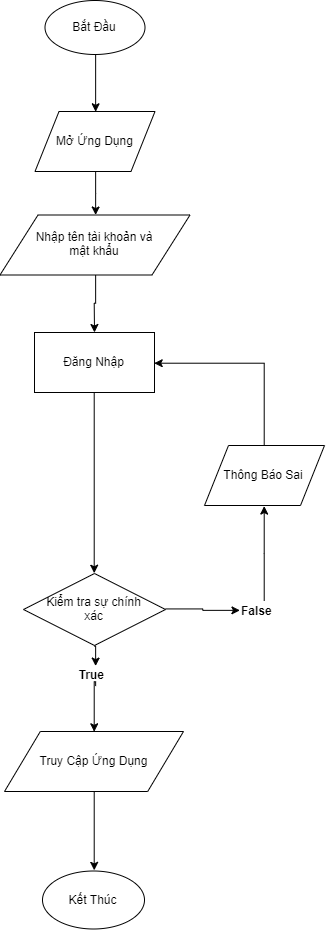 Bắt Đầu
Mở Ứng Dụng
Nhập tên tài khoản và
mật khẩu
Đăng Nhập
Thông Báo Sai
Kiểm tra sự chính
xác
False
True
Truy Cập Ứng Dụng
Kết Thúc